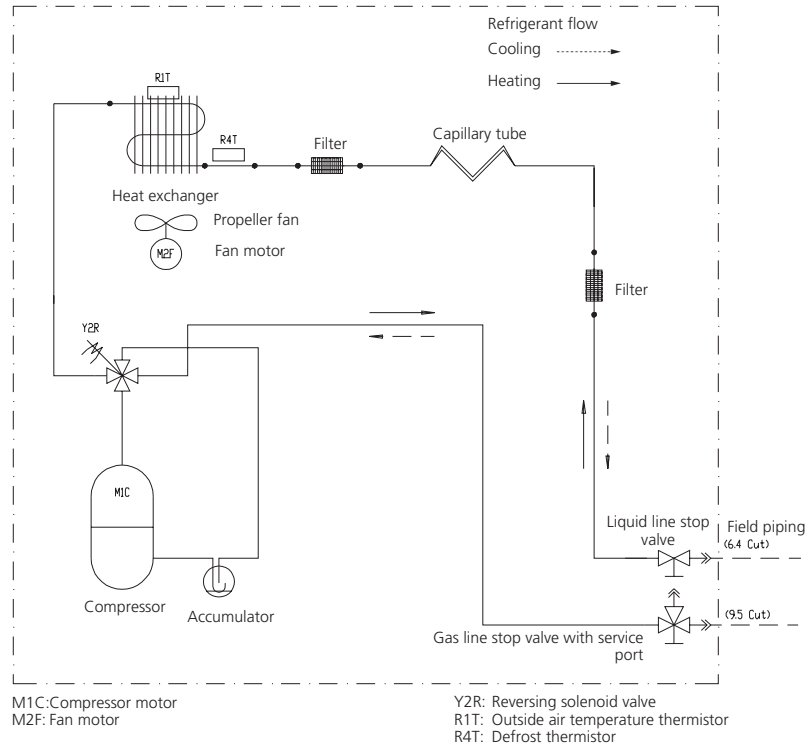 Refrigerant flow
Cooling
Heating
R1T
R4T
Filter
Capillary tube
Heat exchanger
Propeller fan
M2F
Fan motor
Filter
Y2R
M1C
Liquid line stop
valve
Field piping
(6.4 Cut)
Compressor
Accumulator
(9.5 Cut)
Gas line stop valve with service
port
M1C:Compressor motor
M2F: Fan motor
Y2R: Reversing solenoid valve
R1T: Outside air temperature thermistor
R4T: Defrost thermistor